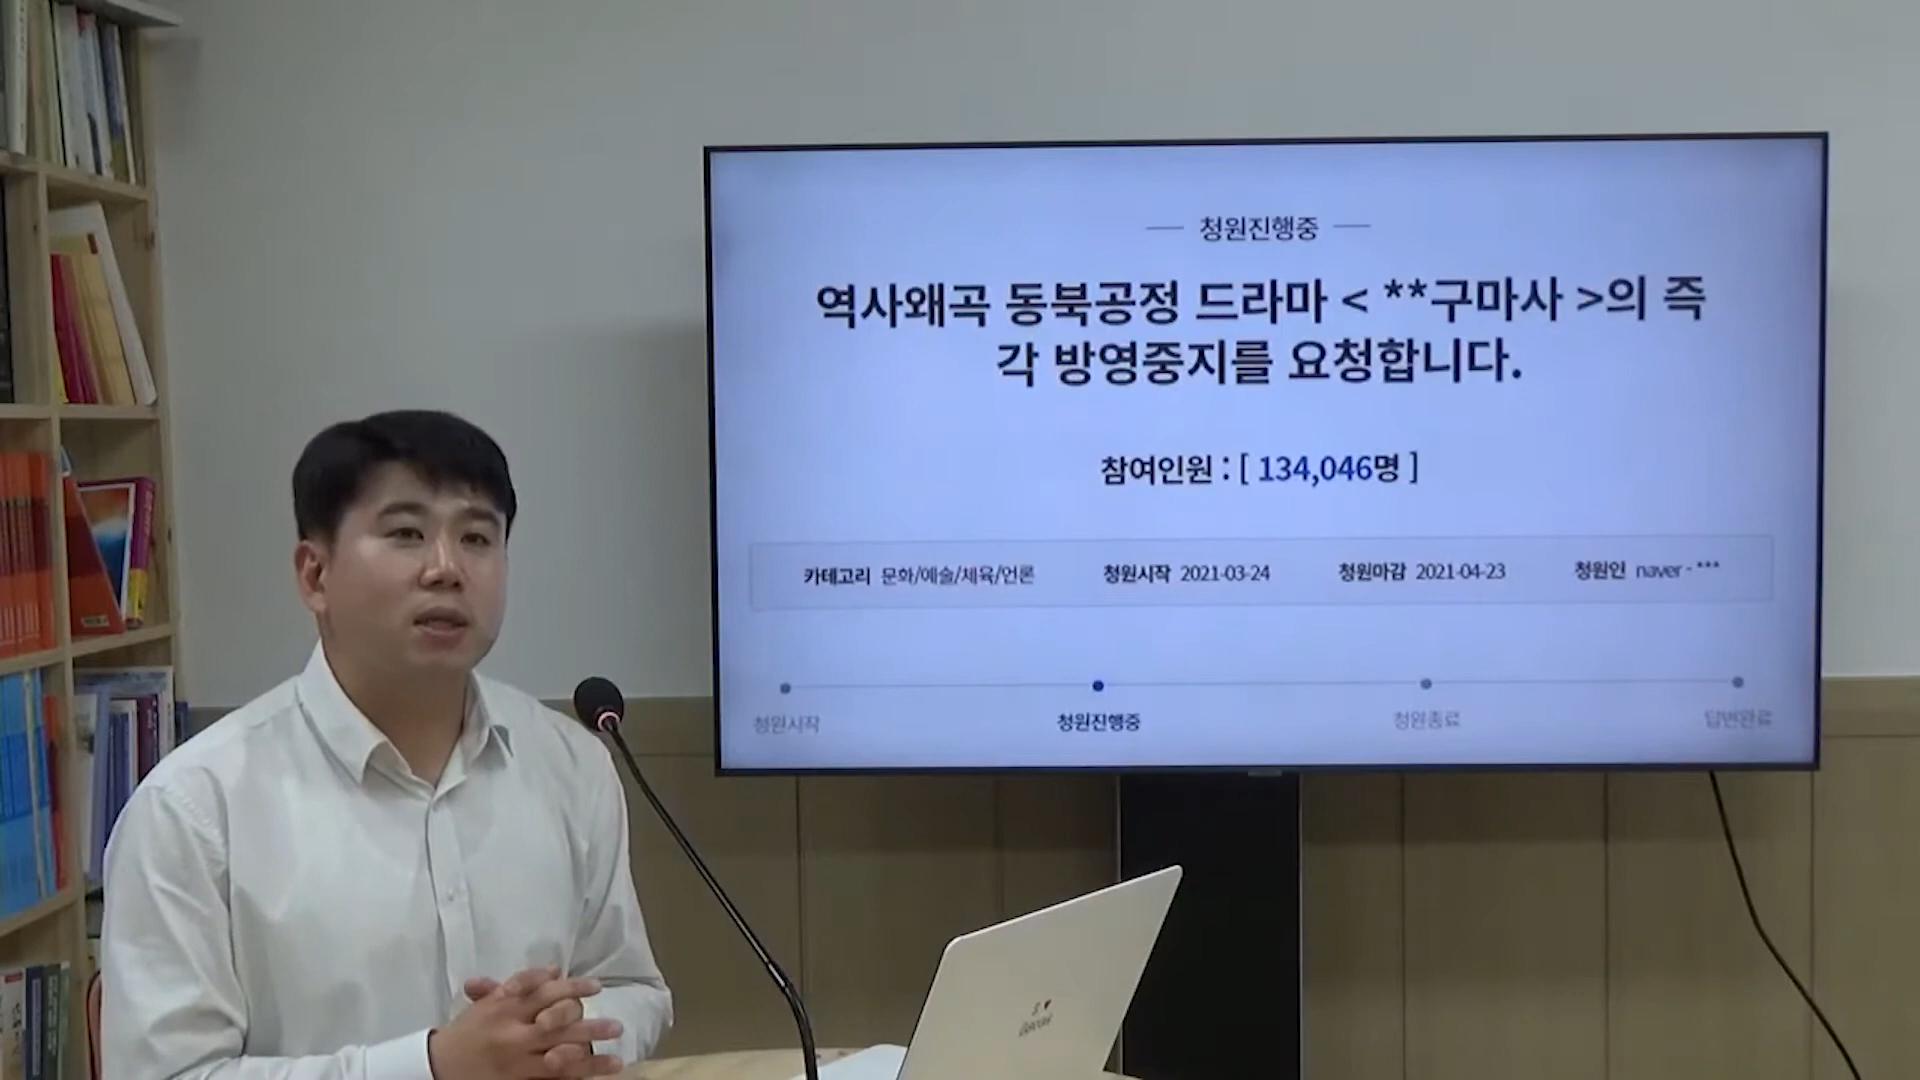 청원진행중
역사왜곡 동북공정 드라마 < **구마사 >의 즉
각 방영중지를 요청합니다.
참여인원 : [ 134,046명 ]
카테고리 문화/예술/체육/언론 청원시작 2021-03-24 청원마감 2021-04-23 청원인 naver - ***
청원시작 청원진행중 청원종료 답변완료